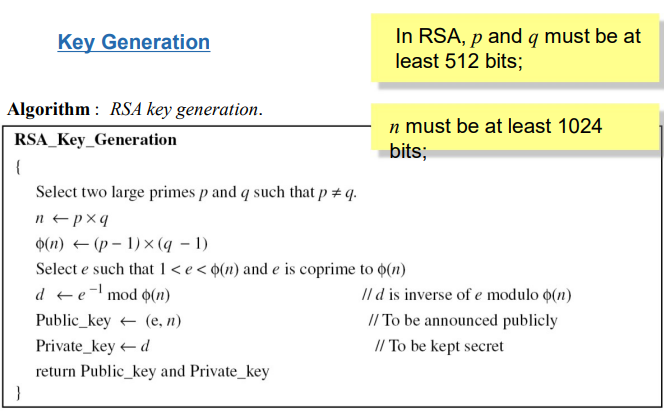 Key Generation
In RSA, p and q must be at
least 512 bits;
Algorithm : RSA key generation.
n must be at least 1024
bits;
RSA_Key_Generation
{
Select two large primes p and q such that p ≠ q.
n ← p × q
ϕ(n) ← (p – 1) × (q – 1)
Select e such that 1 < e < ϕ(n) and e is coprime to ϕ(n)
d ← e⁻¹ mod ϕ(n) // d is inverse of e modulo ϕ(n)
Public_key ← (e, n) // To be announced publicly
Private_key ← d // To be kept secret
return Public_key and Private_key
}